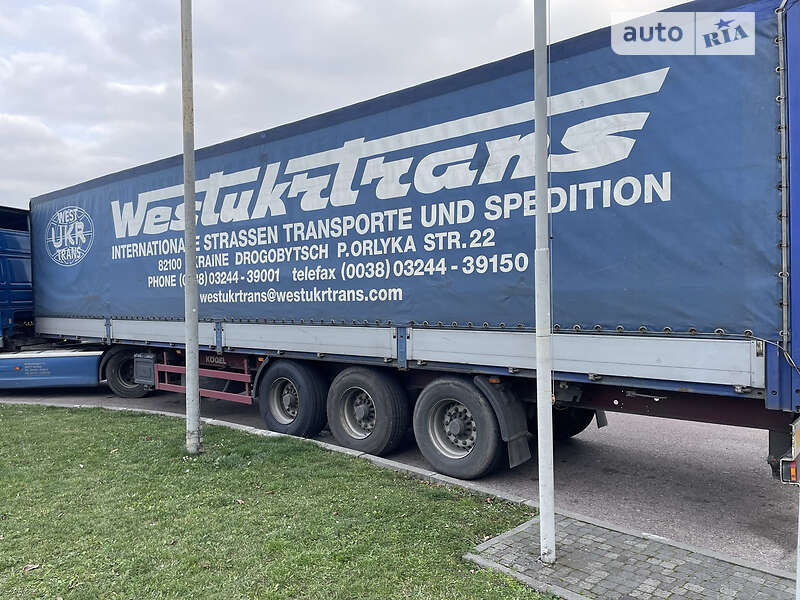 auto RIA
Westukrtrans
WEST
UKR
TRANS
INTERNATIONALE STRASSEN TRANSPORTE UND SPEDITION
82100 UKRAINE DROGOBYTSCH P.ORLYKA STR. 22
PHONE (0038) 03244 - 39001 telefax (0038) 03244 - 39150
westukrtrans@westukrtrans.com
KÖGEL